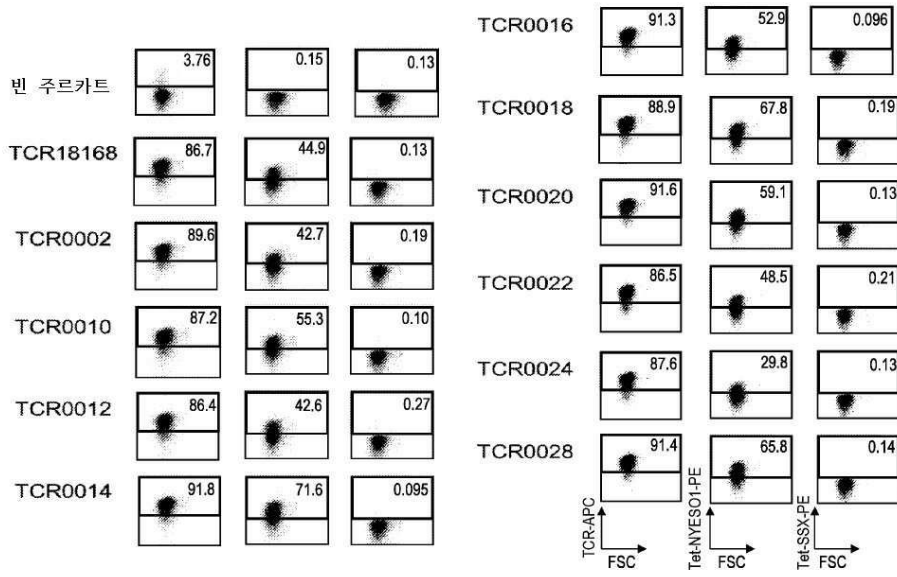 빈 주르카트 3.76 0.15 0.13
TCR18168 86.7 44.9 0.13
TCR0002 89.6 42.7 0.19
TCR0010 87.2 55.3 0.10
TCR0012 86.4 42.6 0.27
TCR0014 91.8 71.6 0.095
TCR0016 91.3 52.9 0.096
TCR0018 88.9 67.8 0.19
TCR0020 91.6 59.1 0.13
TCR0022 86.5 48.5 0.21
TCR0024 87.6 29.8 0.13
TCR0028 91.4 65.8 0.14
TCR-APC Tet-NYESO1-PE Tet-SSX-PE
FSC FSC FSC